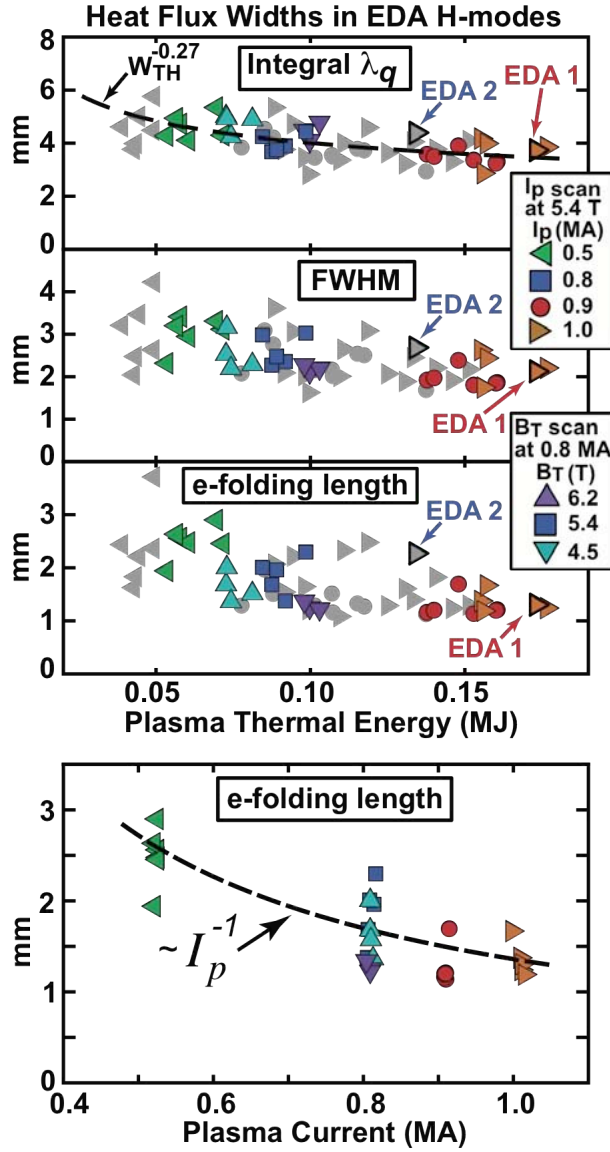 Heat Flux Widths in EDA H-modes
8
6
4
2
0
mm
W_TH^-0.27
Integral λq
EDA 2
EDA 1
Ip scan
at 5.4 T
Ip (MA)
0.5
0.8
0.9
1.0
4
3
2
1
0
mm
FWHM
EDA 2
EDA 1
BT scan
at 0.8 MA
BT (T)
6.2
5.4
4.5
3
2
1
0
mm
e-folding length
EDA 2
EDA 1
0.05
0.10
0.15
Plasma Thermal Energy (MJ)
e-folding length
3
2
1
0
mm
~ Ip^-1
0.4
0.6
0.8
1.0
Plasma Current (MA)